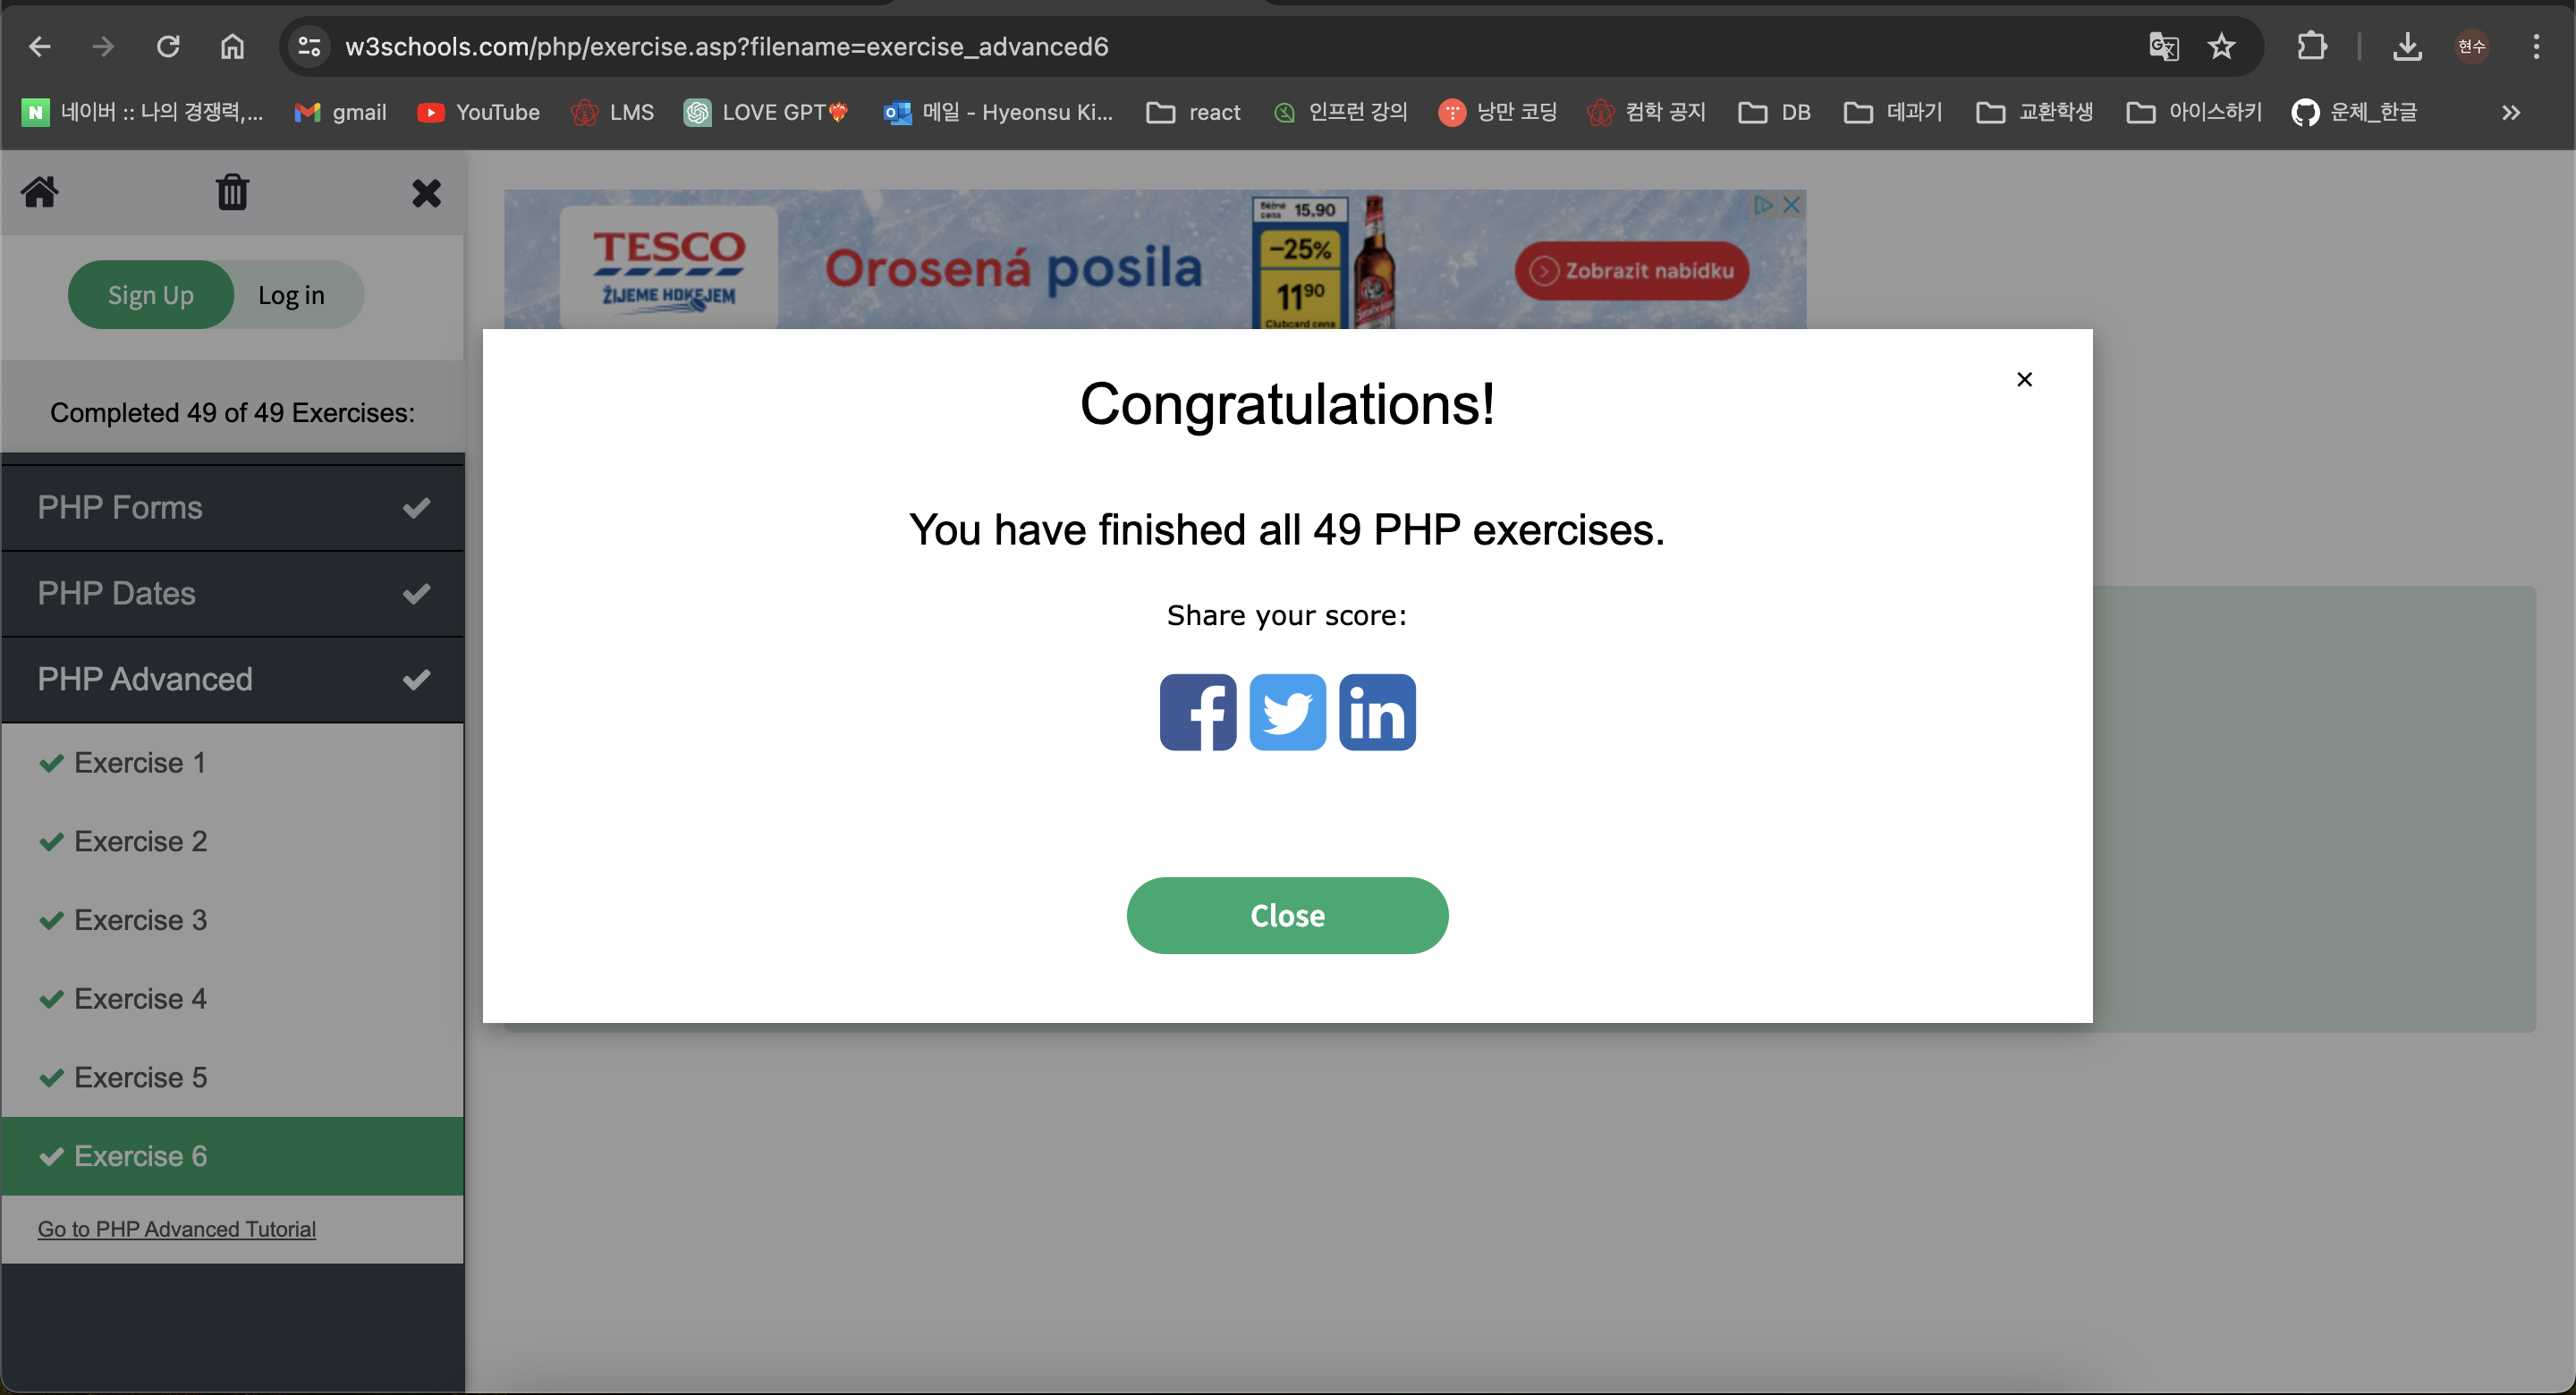 w3schools.com/php/exercise.asp?filename=exercise_advanced6
현수
네이버 :: 나의 경쟁력,...
gmail
YouTube
LMS
LOVE GPT❤️‍🔥
메일 - Hyeonsu Ki...
react
인프런 강의
낭만 코딩
컴학 공지
DB
데과기
교환학생
아이스하키
운체_한글
Sign Up
Log in
Completed 49 of 49 Exercises:
PHP Forms
PHP Dates
PHP Advanced
Exercise 1
Exercise 2
Exercise 3
Exercise 4
Exercise 5
Exercise 6
Go to PHP Advanced Tutorial
TESCO
ŽIJEME HOKEJEM
Orosená posila
Běžná cena 15,90
–25%
11 90
Clubcard cena
Zobrazit nabídku
Congratulations!
You have finished all 49 PHP exercises.
Share your score:
Close